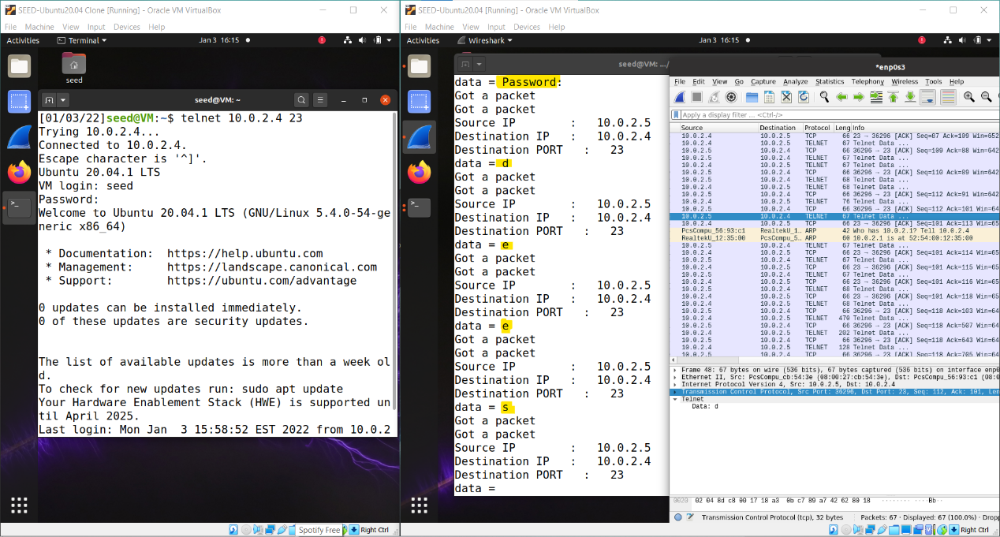 SEED-Ubuntu20.04 Clone [Running] - Oracle VM VirtualBox
File Machine View Input Devices Help
Activities Terminal Jan 3 16:15
seed
seed@VM: ~
[01/03/22]seed@VM:~$ telnet 10.0.2.4 23
Trying 10.0.2.4...
Connected to 10.0.2.4.
Escape character is '^]'.
Ubuntu 20.04.1 LTS
VM login: seed
Password:
Welcome to Ubuntu 20.04.1 LTS (GNU/Linux 5.4.0-54-ge
neric x86_64)
* Documentation: https://help.ubuntu.com
* Management: https://landscape.canonical.com
* Support: https://ubuntu.com/advantage
0 updates can be installed immediately.
0 of these updates are security updates.
The list of available updates is more than a week ol
d.
To check for new updates run: sudo apt update
Your Hardware Enablement Stack (HWE) is supported un
til April 2025.
Last login: Mon Jan  3 15:58:52 EST 2022 from 10.0.2
Spotify Free
Right Ctrl
SEED-Ubuntu20.04 [Running] - Oracle VM VirtualBox
File Machine View Input Devices Help
Activities Wireshark Jan 3 16:15
seed@VM: .../
data = Password:
Got a packet
Got a packet
Source IP : 10.0.2.5
Destination IP : 10.0.2.4
Destination PORT : 23
data = d
Got a packet
Got a packet
Source IP : 10.0.2.5
Destination IP : 10.0.2.4
Destination PORT : 23
data = e
Got a packet
Got a packet
Source IP : 10.0.2.5
Destination IP : 10.0.2.4
Destination PORT : 23
data = e
Got a packet
Got a packet
Source IP : 10.0.2.5
Destination IP : 10.0.2.4
Destination PORT : 23
data = s
Got a packet
Got a packet
Source IP : 10.0.2.5
Destination IP : 10.0.2.4
Destination PORT : 23
data =
*enp0s3
File Edit View Go Capture Analyze Statistics Telephony Wireless Tools Help
Apply a display filter ... <Ctrl-/>
Source Destination Protocol Leng Info
10.0.2.4 10.0.2.5 TCP 66 23 → 36296 [ACK] Seq=87 Ack=109 Win=652
10.0.2.4 10.0.2.5 TELNET 67 Telnet Data ...
10.0.2.5 10.0.2.4 TCP 66 36296 → 23 [ACK] Seq=109 Ack=88 Win=642
10.0.2.5 10.0.2.4 TELNET 67 Telnet Data ...
10.0.2.4 10.0.2.5 TELNET 67 Telnet Data ...
10.0.2.5 10.0.2.4 TCP 66 36296 → 23 [ACK] Seq=110 Ack=89 Win=642
10.0.2.5 10.0.2.4 TELNET 68 Telnet Data ...
10.0.2.4 10.0.2.5 TELNET 68 Telnet Data ...
10.0.2.5 10.0.2.4 TCP 66 36296 → 23 [ACK] Seq=112 Ack=91 Win=642
10.0.2.4 10.0.2.5 TELNET 76 Telnet Data ...
10.0.2.5 10.0.2.4 TCP 66 36296 → 23 [ACK] Seq=112 Ack=101 Win=64
10.0.2.5 10.0.2.4 TELNET 67 Telnet Data ...
10.0.2.4 10.0.2.5 TCP 66 23 → 36296 [ACK] Seq=101 Ack=113 Win=65
PcsCompu_56:93:c1 RealtekU_1… ARP 42 Who has 10.0.2.1? Tell 10.0.2.4
RealtekU_12:35:00 PcsCompu_5… ARP 60 10.0.2.1 is at 52:54:00:12:35:00
10.0.2.5 10.0.2.4 TELNET 67 Telnet Data ...
10.0.2.4 10.0.2.5 TCP 66 23 → 36296 [ACK] Seq=101 Ack=114 Win=65
10.0.2.5 10.0.2.4 TELNET 67 Telnet Data ...
10.0.2.4 10.0.2.5 TCP 66 23 → 36296 [ACK] Seq=101 Ack=115 Win=65
10.0.2.5 10.0.2.4 TELNET 67 Telnet Data ...
10.0.2.4 10.0.2.5 TCP 66 23 → 36296 [ACK] Seq=101 Ack=116 Win=65
10.0.2.5 10.0.2.4 TELNET 68 Telnet Data ...
10.0.2.4 10.0.2.5 TCP 66 23 → 36296 [ACK] Seq=101 Ack=118 Win=65
10.0.2.4 10.0.2.5 TELNET 68 Telnet Data ...
10.0.2.5 10.0.2.4 TCP 66 36296 → 23 [ACK] Seq=118 Ack=103 Win=64
10.0.2.4 10.0.2.5 TELNET 470 Telnet Data ...
10.0.2.5 10.0.2.4 TCP 66 36296 → 23 [ACK] Seq=118 Ack=507 Win=64
10.0.2.4 10.0.2.5 TELNET 202 Telnet Data ...
10.0.2.5 10.0.2.4 TCP 66 36296 → 23 [ACK] Seq=118 Ack=643 Win=64
10.0.2.4 10.0.2.5 TELNET 128 Telnet Data ...
10.0.2.5 10.0.2.4 TCP 66 36296 → 23 [ACK] Seq=118 Ack=705 Win=64
Frame 48: 67 bytes on wire (536 bits), 67 bytes captured (536 bits) on interface enp0
Ethernet II, Src: PcsCompu_cb:54:3e (08:00:27:cb:54:3e), Dst: PcsCompu_56:93:c1 (08:0
Internet Protocol Version 4, Src: 10.0.2.5, Dst: 10.0.2.4
Transmission Control Protocol, Src Port: 36296, Dst Port: 23, Seq: 112, Ack: 101, Len
Telnet
Data: d
0020 02 04 8d c8 00 17 18 a3 0b c7 89 a7 42 62 80 18 ········ ····Bb··
Transmission Control Protocol (tcp), 32 bytes Packets: 67 · Displayed: 67 (100.0%) · Dropp
Right Ctrl